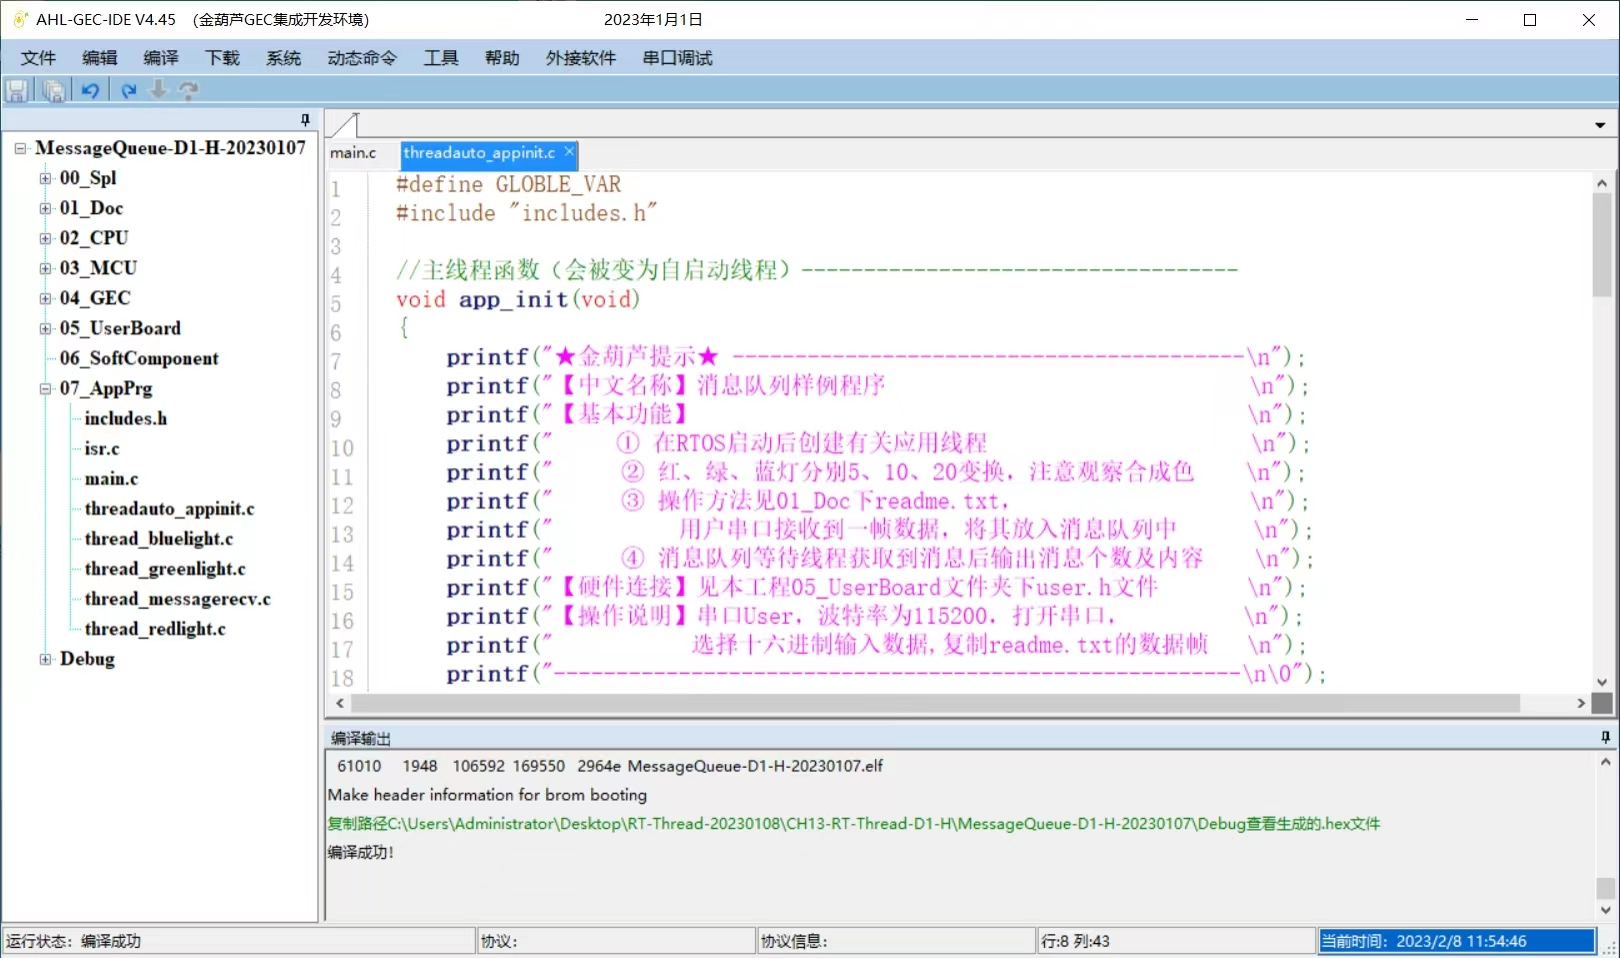 AHL-GEC-IDE V4.45 (金葫芦GEC集成开发环境) 2023年1月1日
文件 编辑 编译 下载 系统 动态命令 工具 帮助 外接软件 串口调试
MessageQueue-D1-H-20230107
00_Spl
01_Doc
02_CPU
03_MCU
04_GEC
05_UserBoard
06_SoftComponent
07_AppPrg
includes.h
isr.c
main.c
threadauto_appinit.c
thread_bluelight.c
thread_greenlight.c
thread_messagerecv.c
thread_redlight.c
Debug
main.c threadauto_appinit.c
1 #define GLOBLE_VAR
2 #include "includes.h"
3
4 //主线程函数（会被变为自启动线程）-----------------------------------
5 void app_init(void)
6 {
7 printf("★金葫芦提示★ -----------------------------------------\n");
8 printf("【中文名称】消息队列样例程序 \n");
9 printf("【基本功能】 \n");
10 printf(" ① 在RTOS启动后创建有关应用线程 \n");
11 printf(" ② 红、绿、蓝灯分别5、10、20变换，注意观察合成色 \n");
12 printf(" ③ 操作方法见01_Doc下readme.txt， \n");
13 printf(" 用户串口接收到一帧数据，将其放入消息队列中 \n");
14 printf(" ④ 消息队列等待线程获取到消息后输出消息个数及内容 \n");
15 printf("【硬件连接】见本工程05_UserBoard文件夹下user.h文件 \n");
16 printf("【操作说明】串口User，波特率为115200，打开串口， \n");
17 printf(" 选择十六进制输入数据,复制readme.txt的数据帧 \n");
18 printf("-------------------------------------------------------\n\0");
编译输出
61010 1948 106592 169550 2964e MessageQueue-D1-H-20230107.elf
Make header information for brom booting
复制路径C:\Users\Administrator\Desktop\RT-Thread-20230108\CH13-RT-Thread-D1-H\MessageQueue-D1-H-20230107\Debug查看生成的.hex文件
编译成功!
运行状态: 编译成功 协议: 协议信息: 行:8 列:43 当前时间: 2023/2/8 11:54:46